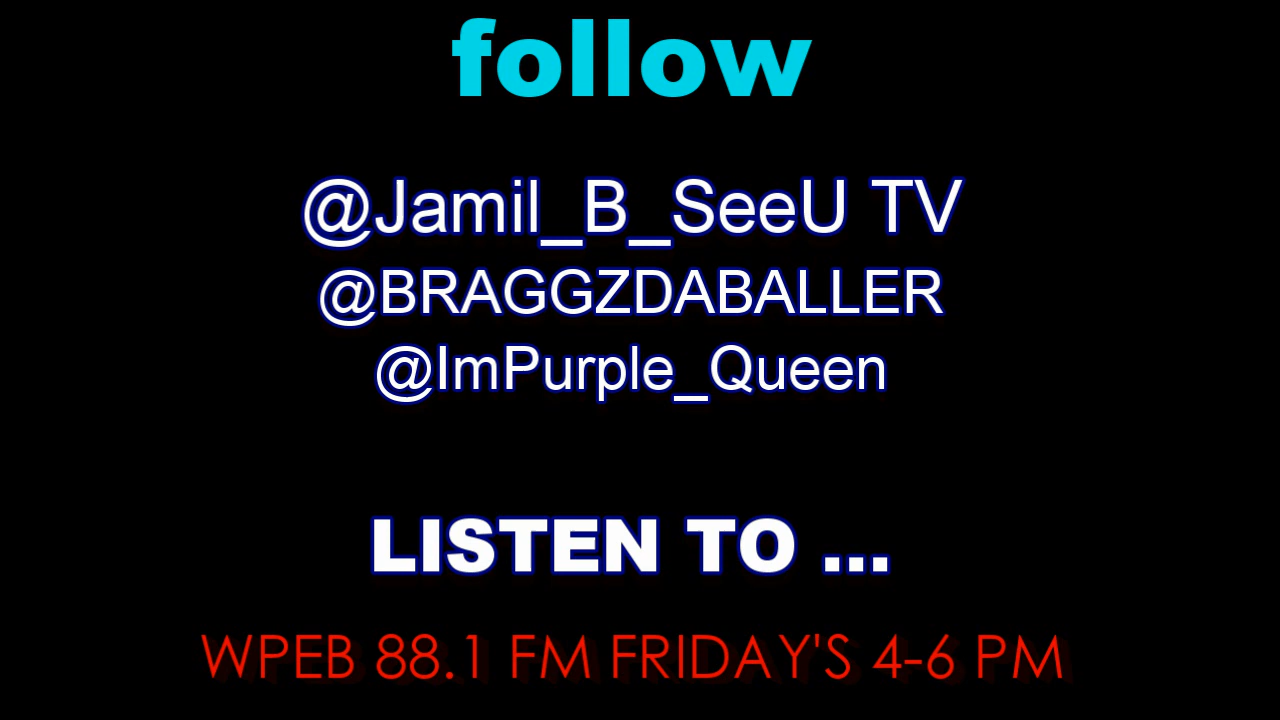 follow
@Jamil_B_SeeU TV
@BRAGGZDABALLER
@ImPurple_Queen
LISTEN TO ...
WPEB 88.1 FM FRIDAY'S 4-6 PM